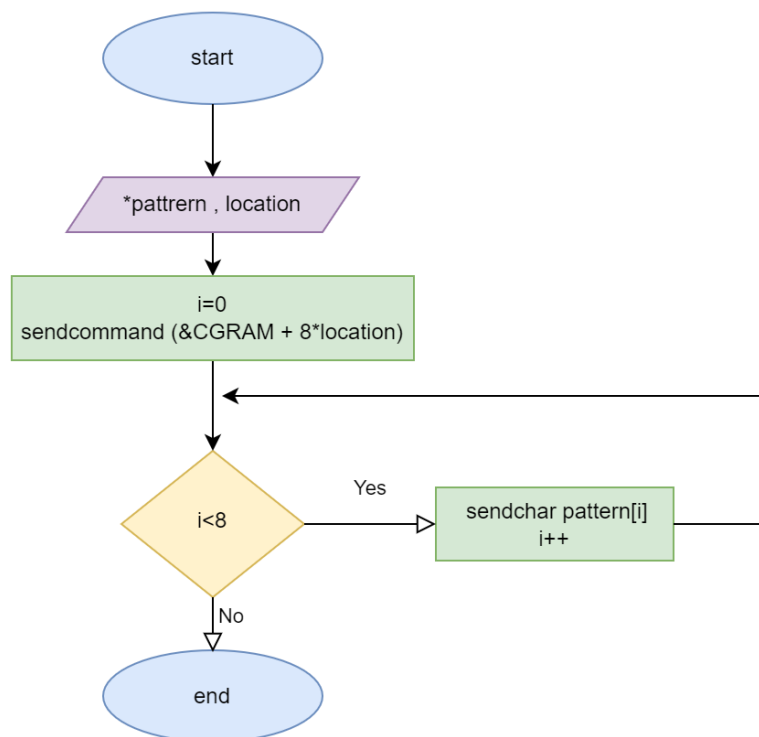 start
*pattrern , location
i=0
sendcommand (&CGRAM + 8*location)
i<8
Yes
sendchar pattern[i]
i++
No
end